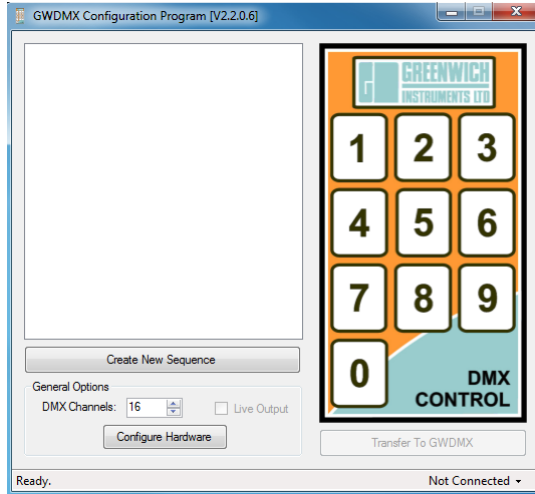 GWDMX Configuration Program [V2.2.0.6]
GREENWICH
INSTRUMENTS LTD
1 2 3
4 5 6
7 8 9
0
DMX
CONTROL
Create New Sequence
General Options
DMX Channels: 16
Live Output
Configure Hardware
Transfer To GWDMX
Ready.
Not Connected